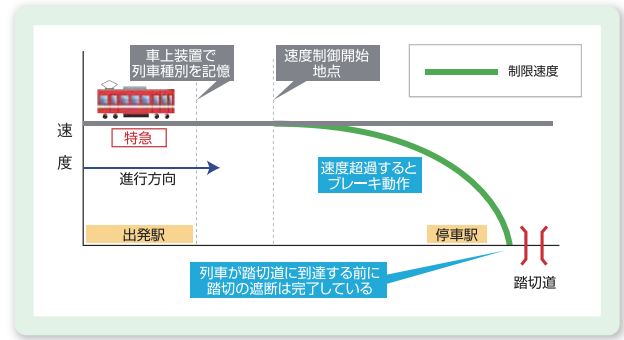 車上装置で
列車種別を記憶
速度制御開始
地点
制限速度
速
度
特急
進行方向
速度超過すると
ブレーキ動作
出発駅
停車駅
列車が踏切道に到達する前に
踏切の遮断は完了している
踏切道